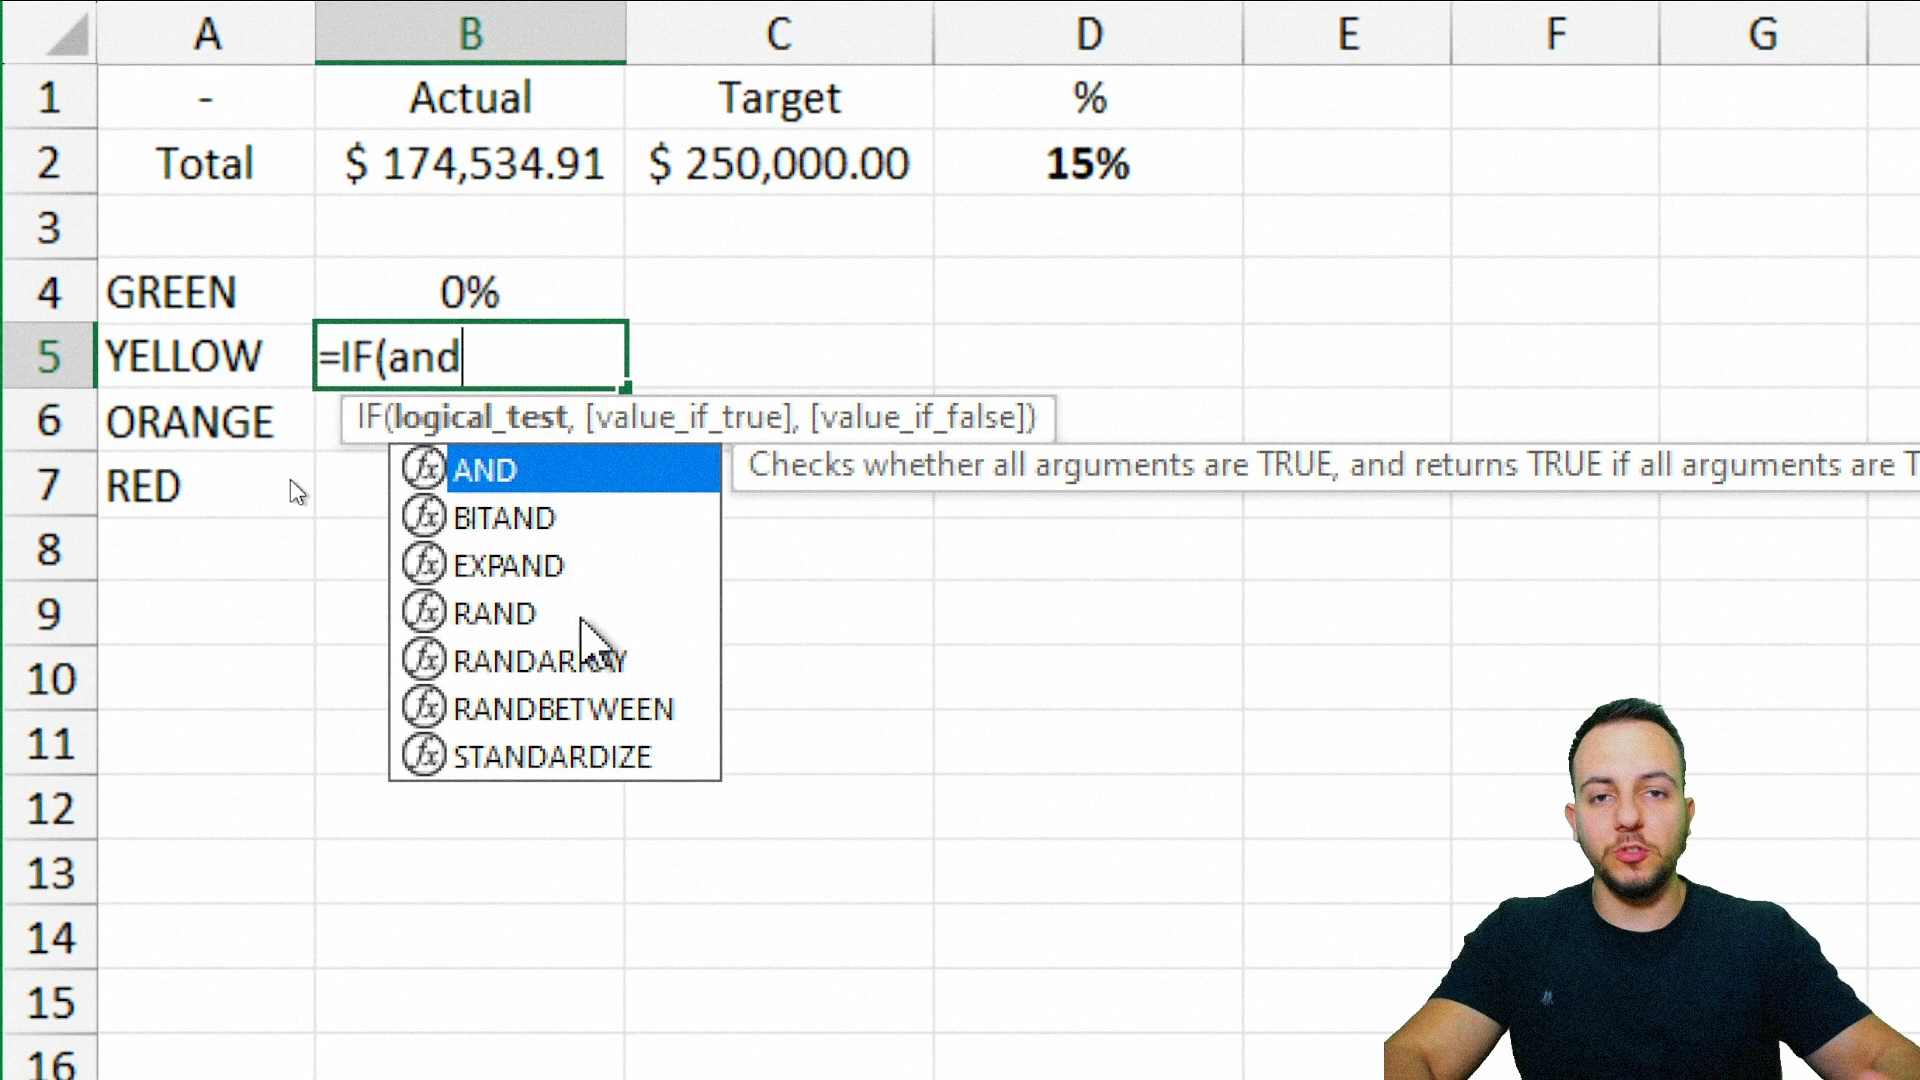 A B C D E F G
1 - Actual Target %
2 Total $ 174,534.91 $ 250,000.00 15%
3
4 GREEN 0%
5 YELLOW =IF(and
6 ORANGE IF(logical_test, [value_if_true], [value_if_false])
AND Checks whether all arguments are TRUE, and returns TRUE if all arguments are T
7 RED
BITAND
8
EXPAND
9 RAND
10 RANDARRAY
11 RANDBETWEEN
STANDARDIZE
12
13
14
15
16